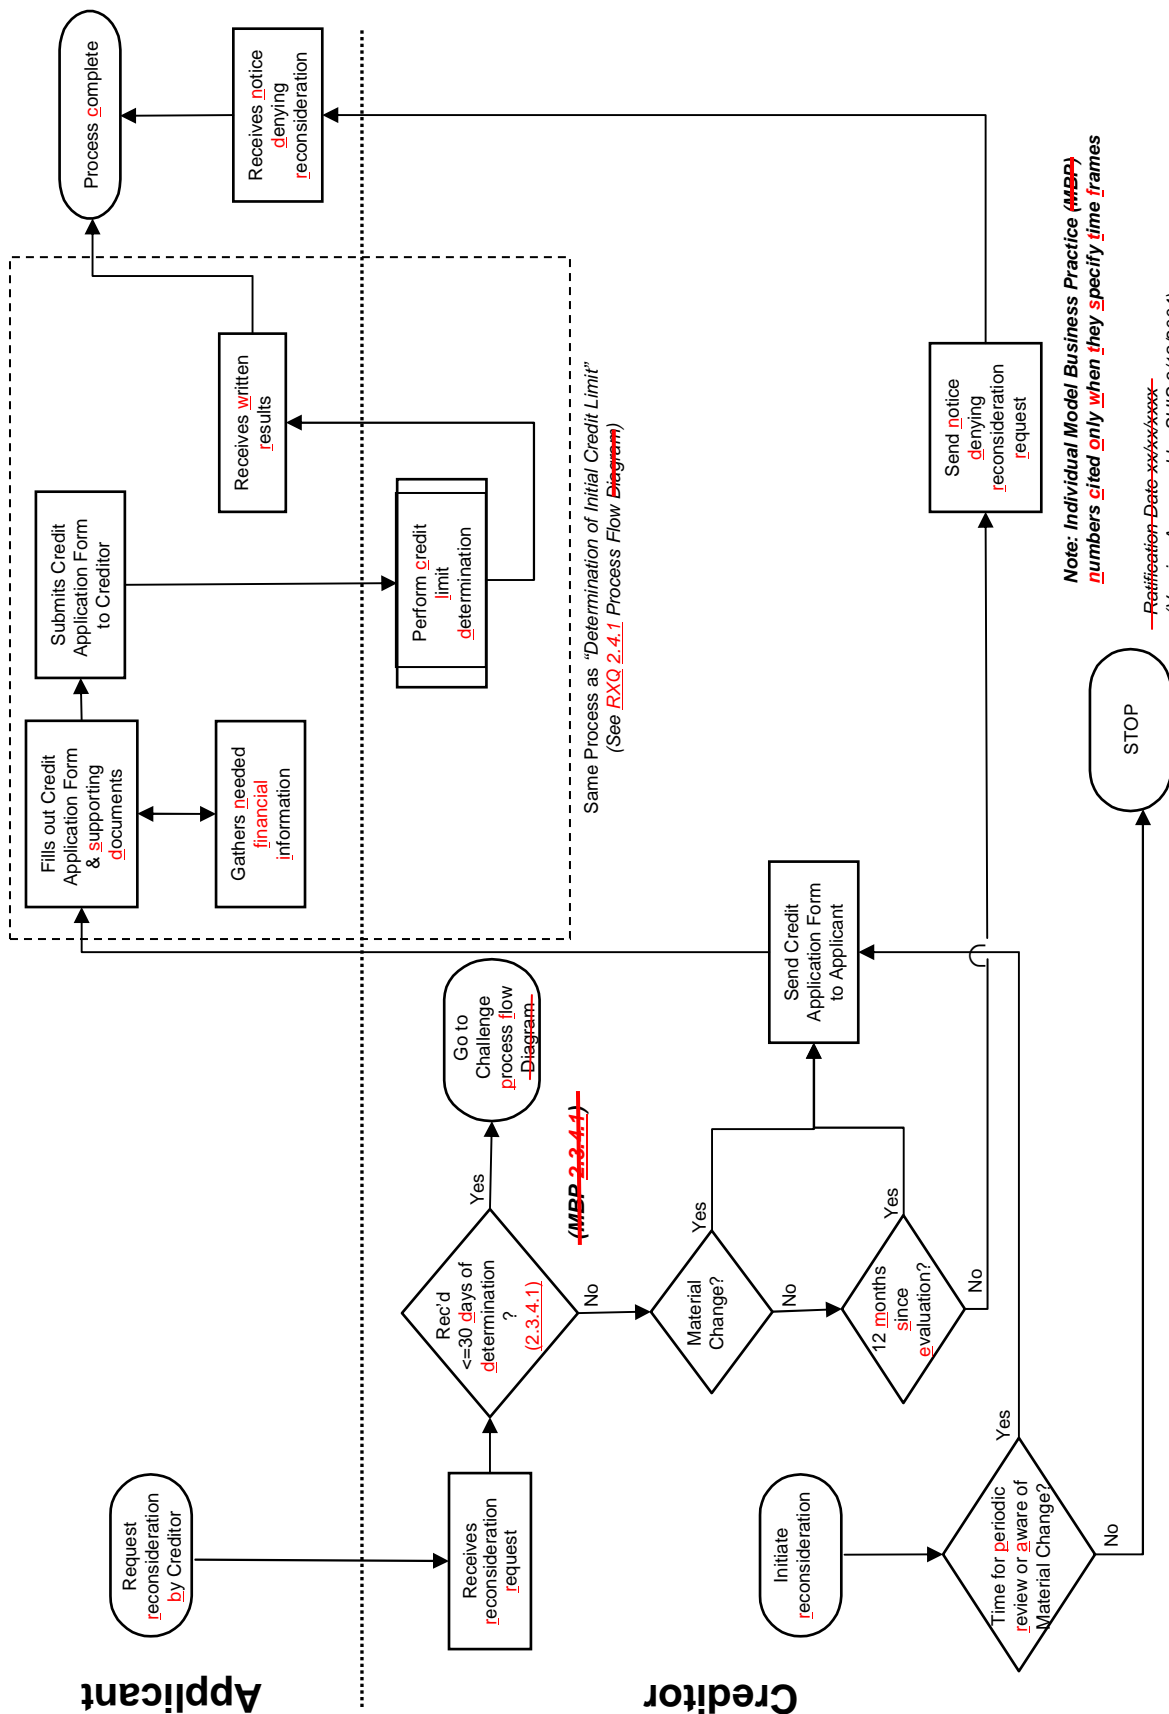 Applicant
Request
reconsideration
by Creditor
Fills out Credit
Application Form
& supporting
documents
Gathers needed
financial
information
Submits Credit
Application Form
to Creditor
Receives written
results
Process complete
Receives notice
denying
reconsideration
Creditor
Receives
reconsideration
request
Rec'd
<=30 days of
determination
?
(2.3.4.1)
Yes
No
Go to
Challenge
process flow
Diagram
(MBP 2.3.4.1)
Perform credit
limit
determination
Same Process as "Determination of Initial Credit Limit"
(See RXQ 2.4.1 Process Flow Diagram)
Material
Change?
Yes
No
12 months
since
evaluation?
Yes
No
Send Credit
Application Form
to Applicant
Send notice
denying
reconsideration
request
Initiate
reconsideration
Time for periodic
review or aware of
Material Change?
Yes
No
STOP
Note: Individual Model Business Practice (MBP)
numbers cited only when they specify time frames
Ratification Date xx/xx/xxxx